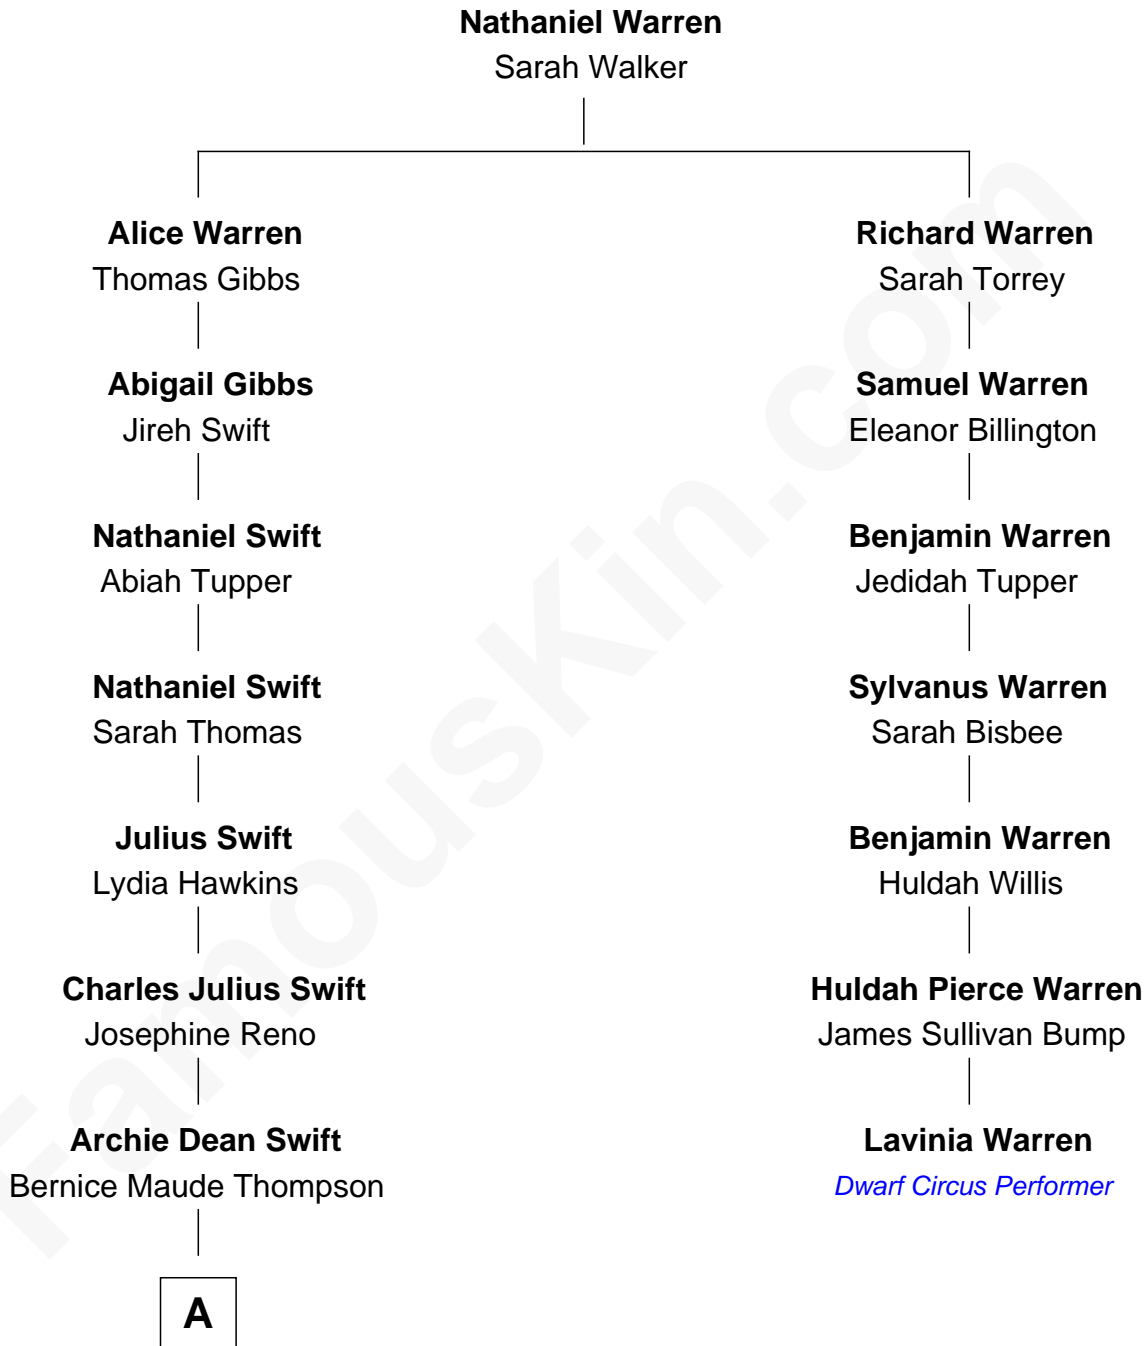 Nathaniel Warren
Sarah Walker
Alice Warren
Thomas Gibbs
Abigail Gibbs
Jireh Swift
Nathaniel Swift
Abiah Tupper
Nathaniel Swift
Sarah Thomas
Julius Swift
Lydia Hawkins
Charles Julius Swift
Josephine Reno
Archie Dean Swift
Bernice Maude Thompson
A
Richard Warren
Sarah Torrey
Samuel Warren
Eleanor Billington
Benjamin Warren
Jedidah Tupper
Sylvanus Warren
Sarah Bisbee
Benjamin Warren
Huldah Willis
Huldah Pierce Warren
James Sullivan Bump
Lavinia Warren
Dwarf Circus Performer
FamousKin.com